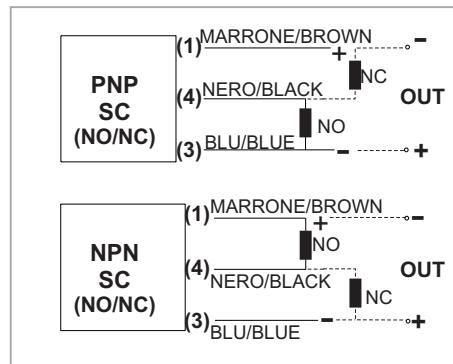 (1) MARRONE/BROWN
+ -
PNP
SC
(NO/NC)
(4) NERO/BLACK
NC
OUT
NO
(3) BLU/BLUE
- +
(1) MARRONE/BROWN
+ -
NO
NPN
SC
(NO/NC)
(4) NERO/BLACK
OUT
NC
(3) BLU/BLUE
- +